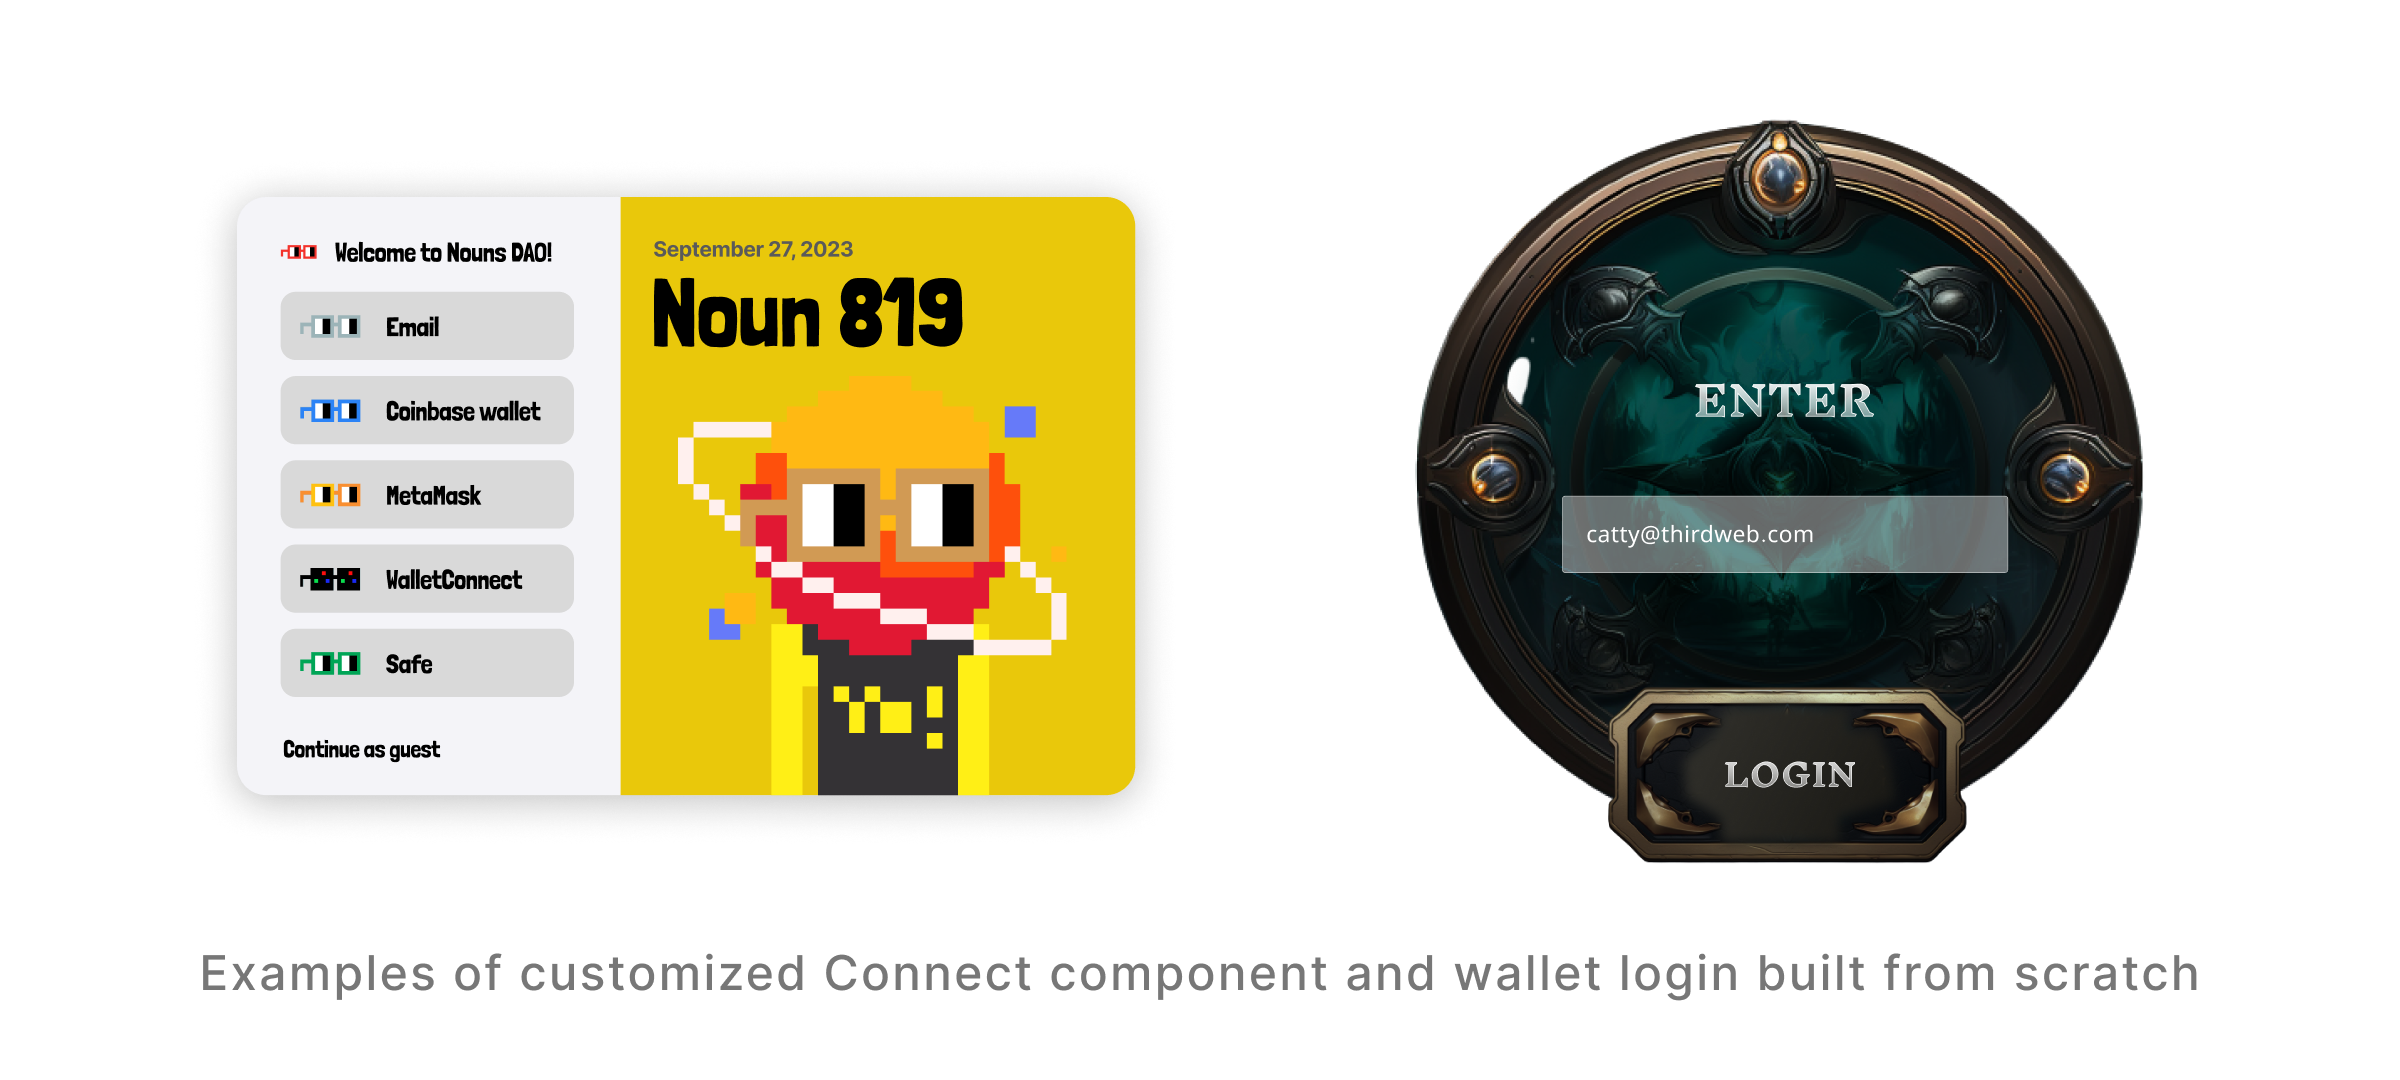 Welcome to Nouns DAO!
Email
Coinbase wallet
MetaMask
WalletConnect
Safe
Continue as guest
September 27, 2023
Noun 819
ENTER
catty@thirdweb.com
LOGIN
Examples of customized Connect component and wallet login built from scratch